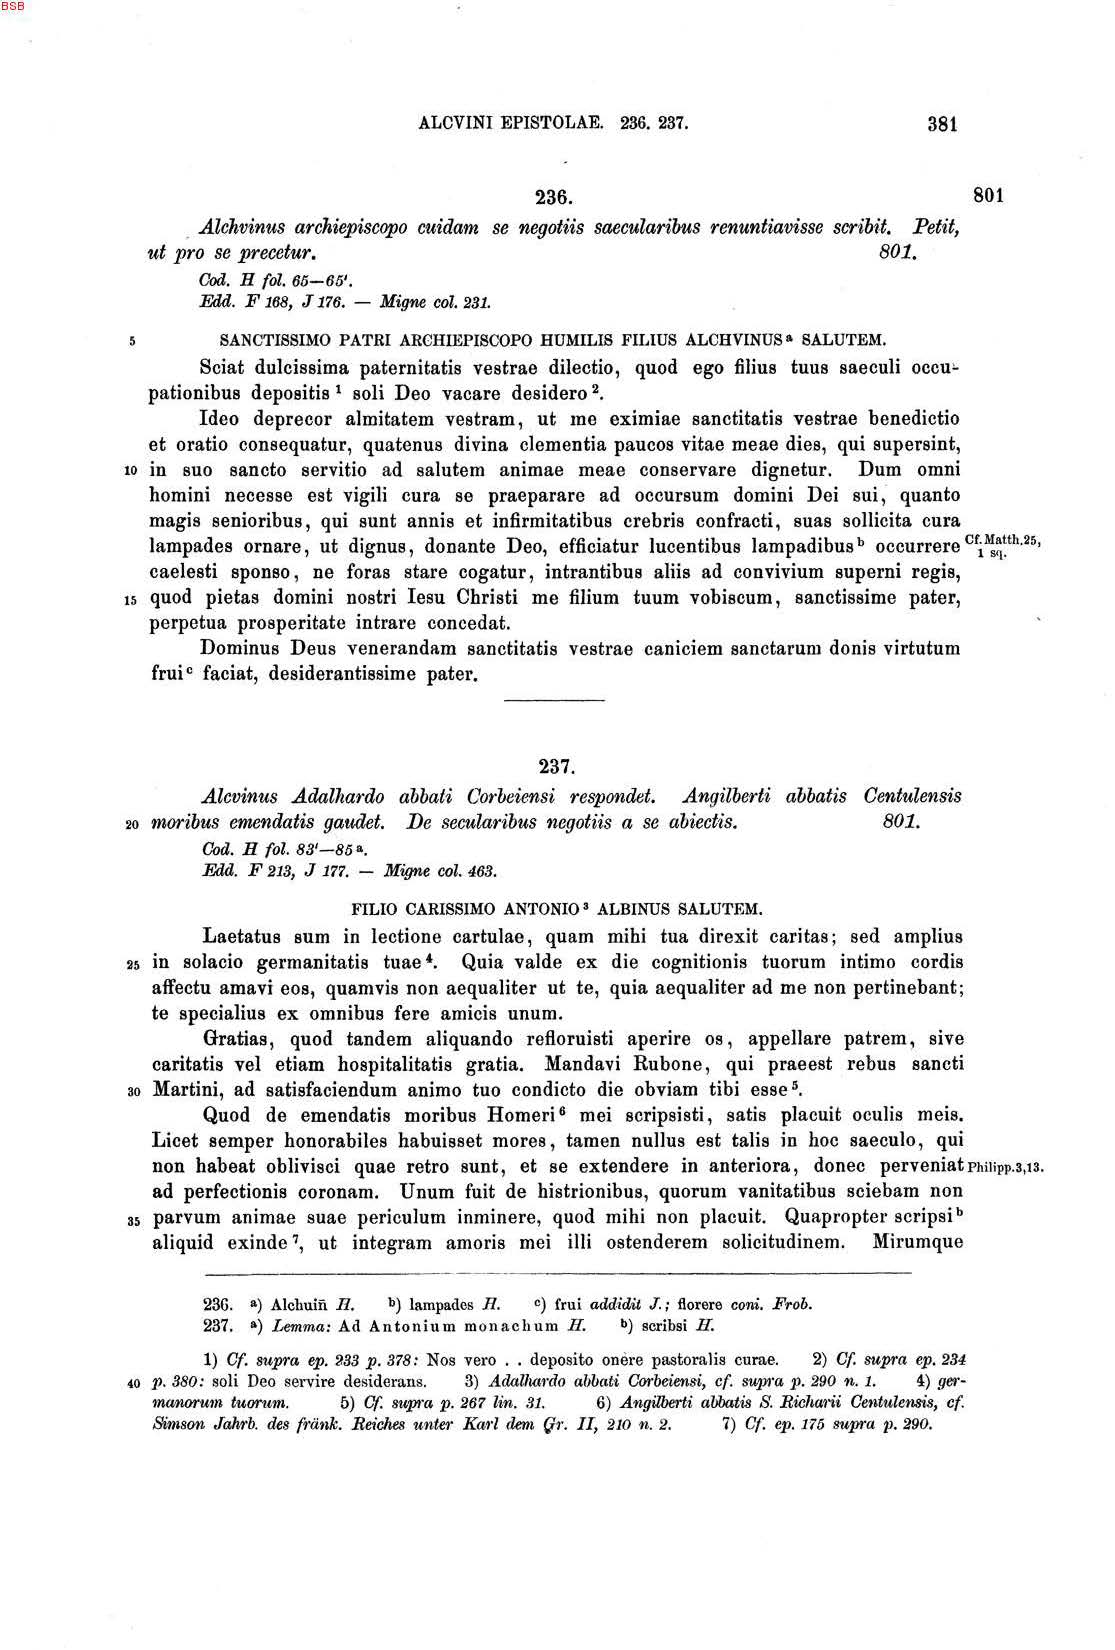 BSB
ALCVINI EPISTOLAE. 236. 237. 381
236. 801
Alchvinus archiepiscopo cuidam se negotiis saecularibus renuntiavisse scribit. Petit,
ut pro se precetur. 801.
Cod. H fol. 65—65'.
Edd. F 168, J 176. — Migne col. 231.
5 SANCTISSIMO PATRI ARCHIEPISCOPO HUMILIS FILIUS ALCHVINUS a SALUTEM.
Sciat dulcissima paternitatis vestrae dilectio, quod ego filius tuus saeculi occu-
pationibus depositis 1 soli Deo vacare desidero 2.
Ideo deprecor almitatem vestram, ut me eximiae sanctitatis vestrae benedictio
et oratio consequatur, quatenus divina clementia paucos vitae meae dies, qui supersint,
10 in suo sancto servitio ad salutem animae meae conservare dignetur. Dum omni
homini necesse est vigili cura se praeparare ad occursum domini Dei sui, quanto
magis senioribus, qui sunt annis et infirmitatibus crebris confracti, suas sollicita cura
lampades ornare, ut dignus, donante Deo, efficiatur lucentibus lampadibus b occurrere Cf. Matth. 25,
1 sq.
caelesti sponso, ne foras stare cogatur, intrantibus aliis ad convivium superni regis,
15 quod pietas domini nostri Iesu Christi me filium tuum vobiscum, sanctissime pater,
perpetua prosperitate intrare concedat.
Dominus Deus venerandam sanctitatis vestrae caniciem sanctarum donis virtutum
frui c faciat, desiderantissime pater.
237.
Alcvinus Adalhardo abbati Corbeiensi respondet. Angilberti abbatis Centulensis
20 moribus emendatis gaudet. De secularibus negotiis a se abiectis. 801.
Cod. H fol. 83'—85 a.
Edd. F 213, J 177. — Migne col. 463.
FILIO CARISSIMO ANTONIO 3 ALBINUS SALUTEM.
Laetatus sum in lectione cartulae, quam mihi tua direxit caritas; sed amplius
25 in solacio germanitatis tuae 4. Quia valde ex die cognitionis tuorum intimo cordis
affectu amavi eos, quamvis non aequaliter ut te, quia aequaliter ad me non pertinebant;
te specialius ex omnibus fere amicis unum.
Gratias, quod tandem aliquando refloruisti aperire os, appellare patrem, sive
caritatis vel etiam hospitalitatis gratia. Mandavi Rubone, qui praeest rebus sancti
30 Martini, ad satisfaciendum animo tuo condicto die obviam tibi esse 5.
Quod de emendatis moribus Homeri 6 mei scripsisti, satis placuit oculis meis.
Licet semper honorabiles habuisset mores, tamen nullus est talis in hoc saeculo, qui
non habeat oblivisci quae retro sunt, et se extendere in anteriora, donec perveniat Philipp. 3, 13.
ad perfectionis coronam. Unum fuit de histrionibus, quorum vanitatibus sciebam non
35 parvum animae suae periculum inminere, quod mihi non placuit. Quapropter scripsi b
aliquid exinde 7, ut integram amoris mei illi ostenderem solicitudinem. Mirumque
236. a) Alchuiñ H. b) lampades H. c) frui addidit J.; florere coni. Frob.
237. a) Lemma: Ad Antonium monachum H. b) scribsi H.
1) Cf. supra ep. 233 p. 378: Nos vero . . deposito onere pastoralis curae. 2) Cf. supra ep. 234
40 p. 380: soli Deo servire desiderans. 3) Adalhardo abbati Corbeiensi, cf. supra p. 290 n. 1. 4) ger-
manorum tuorum. 5) Cf. supra p. 267 lin. 31. 6) Angilberti abbatis S. Richarii Centulensis, cf.
Simson Jahrb. des fränk. Reiches unter Karl dem Gr. II, 210 n. 2. 7) Cf. ep. 175 supra p. 290.